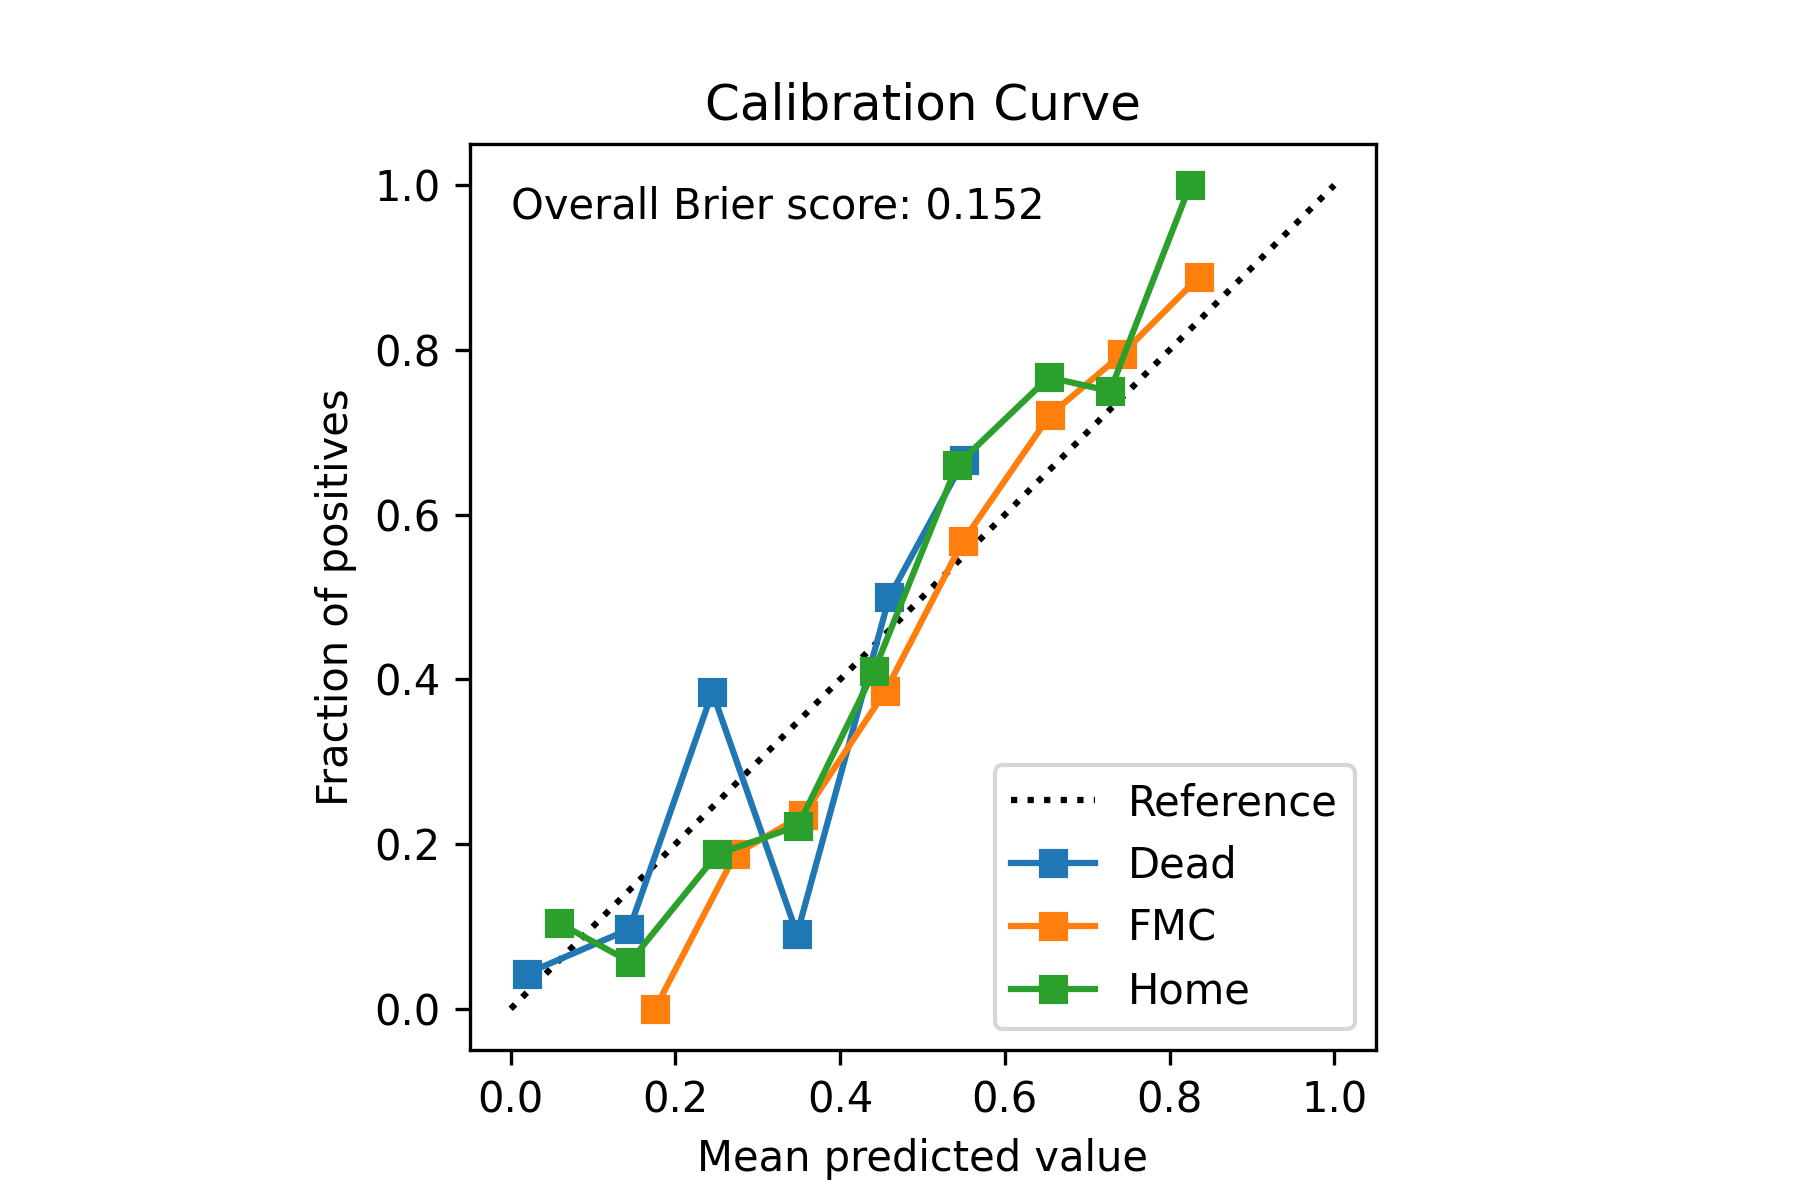 Calibration Curve
Overall Brier score: 0.152
Fraction of positives
1.0
0.8
0.6
0.4
0.2
0.0
Reference
Dead
FMC
Home
0.0 0.2 0.4 0.6 0.8 1.0
Mean predicted value